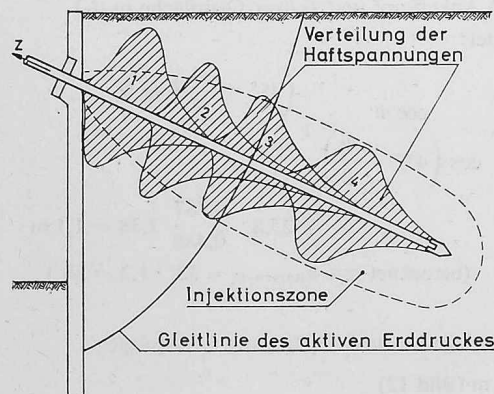 Z
Verteilung der
Haftspannungen
1
2
3
4
Injektionszone
Gleitlinie des aktiven Erddruckes